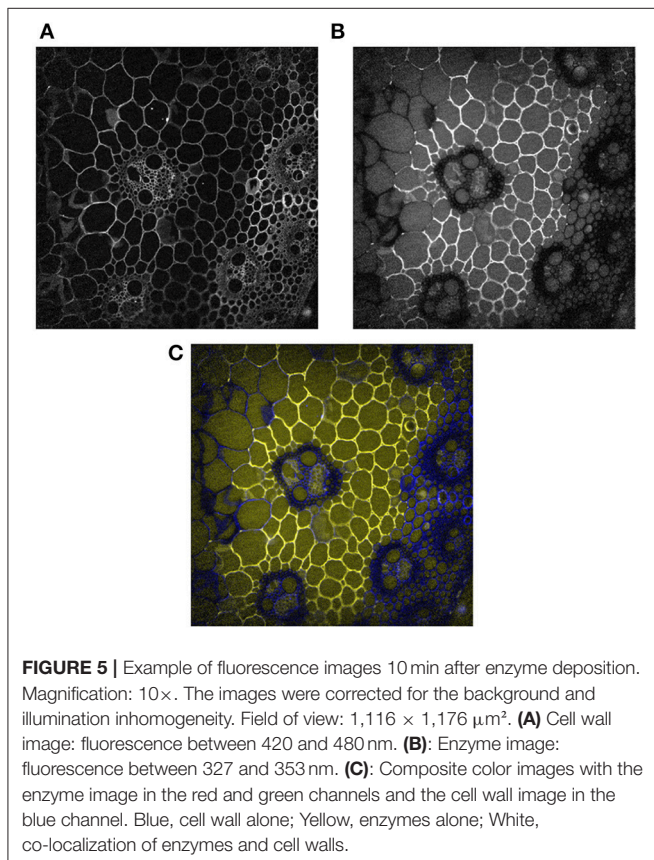 A
B
C
FIGURE 5 | Example of fluorescence images 10 min after enzyme deposition.
Magnification: 10×. The images were corrected for the background and
illumination inhomogeneity. Field of view: 1,116 × 1,176 μm². (A) Cell wall
image: fluorescence between 420 and 480 nm. (B): Enzyme image:
fluorescence between 327 and 353 nm. (C): Composite color images with the
enzyme image in the red and green channels and the cell wall image in the
blue channel. Blue, cell wall alone; Yellow, enzymes alone; White,
co-localization of enzymes and cell walls.